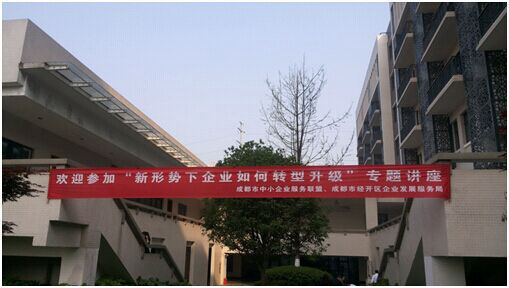 欢迎参加“新形势下企业如何转型升级”专题讲座
成都市中小企业服务联盟、成都市经开区企业发展服务局